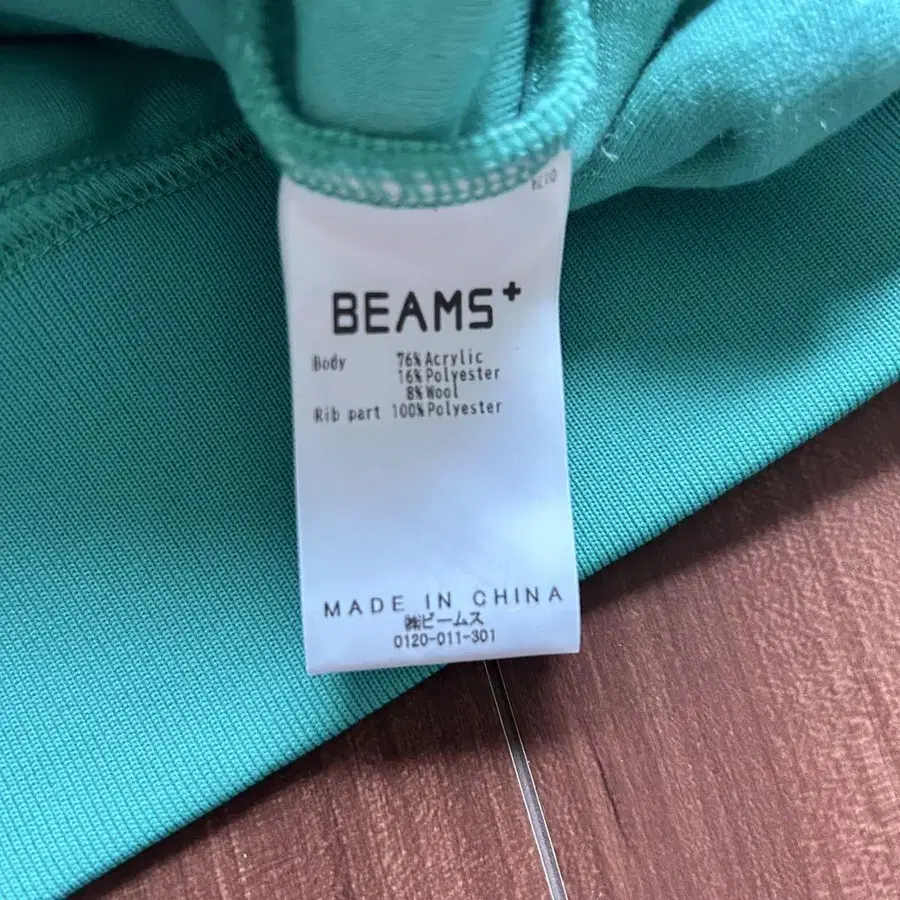 BEAMS+
Body 76% Acrylic
16% Polyester
8% Wool
Rib part 100% Polyester
MADE IN CHINA
㈱ビームス
0120-011-301